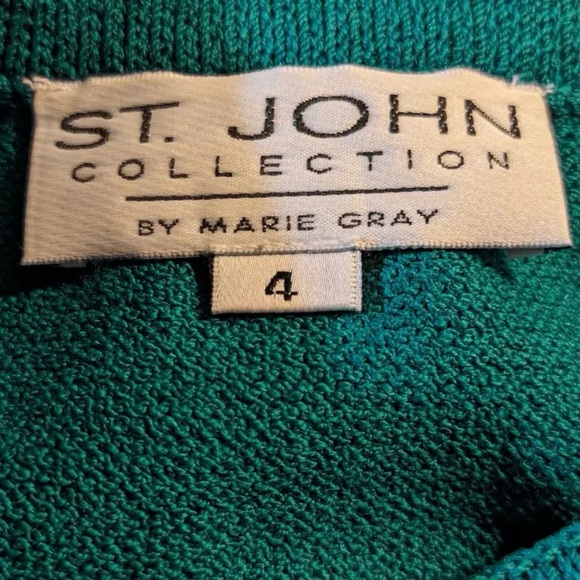 ST. JOHN
COLLECTION
BY MARIE GRAY
4